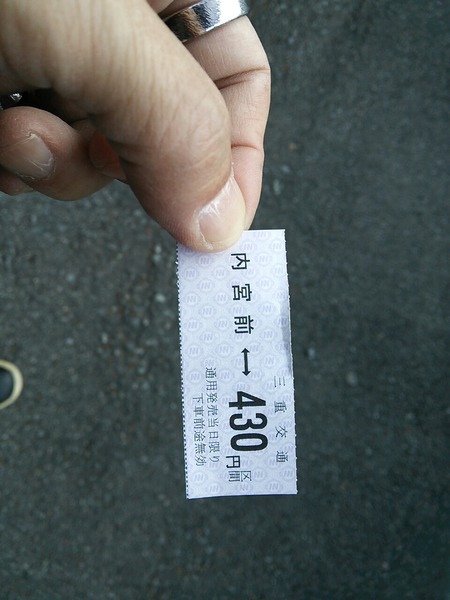 三重交通
内宮前 ↔ 430円区間
通用発売当日限り
下車前途無効